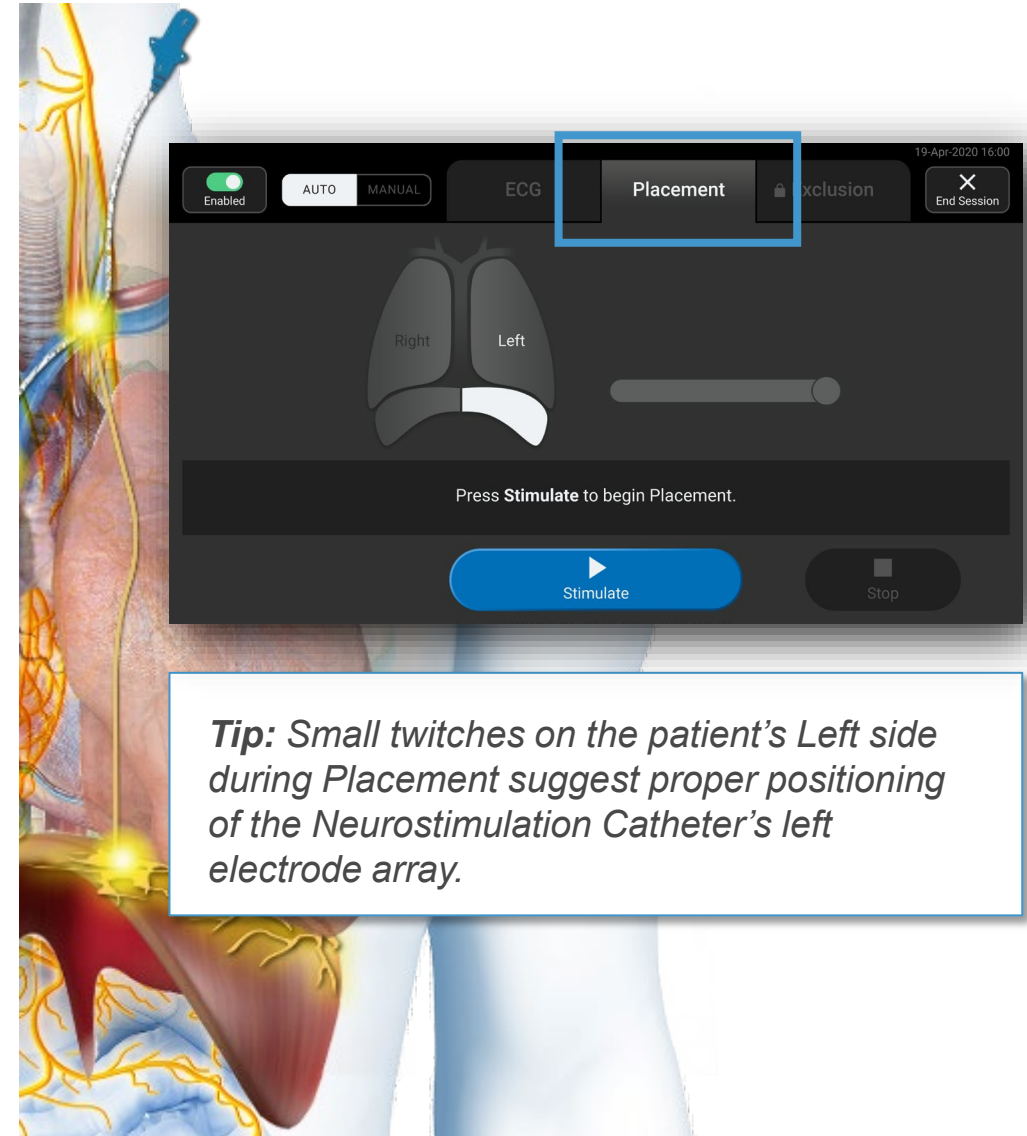 19-Apr-2020 16:00
Enabled
AUTO MANUAL
ECG
Placement
xclusion
End Session
Right
Left
Press Stimulate to begin Placement.
Stimulate
Stop
Tip: Small twitches on the patient’s Left side
during Placement suggest proper positioning
of the Neurostimulation Catheter’s left
electrode array.